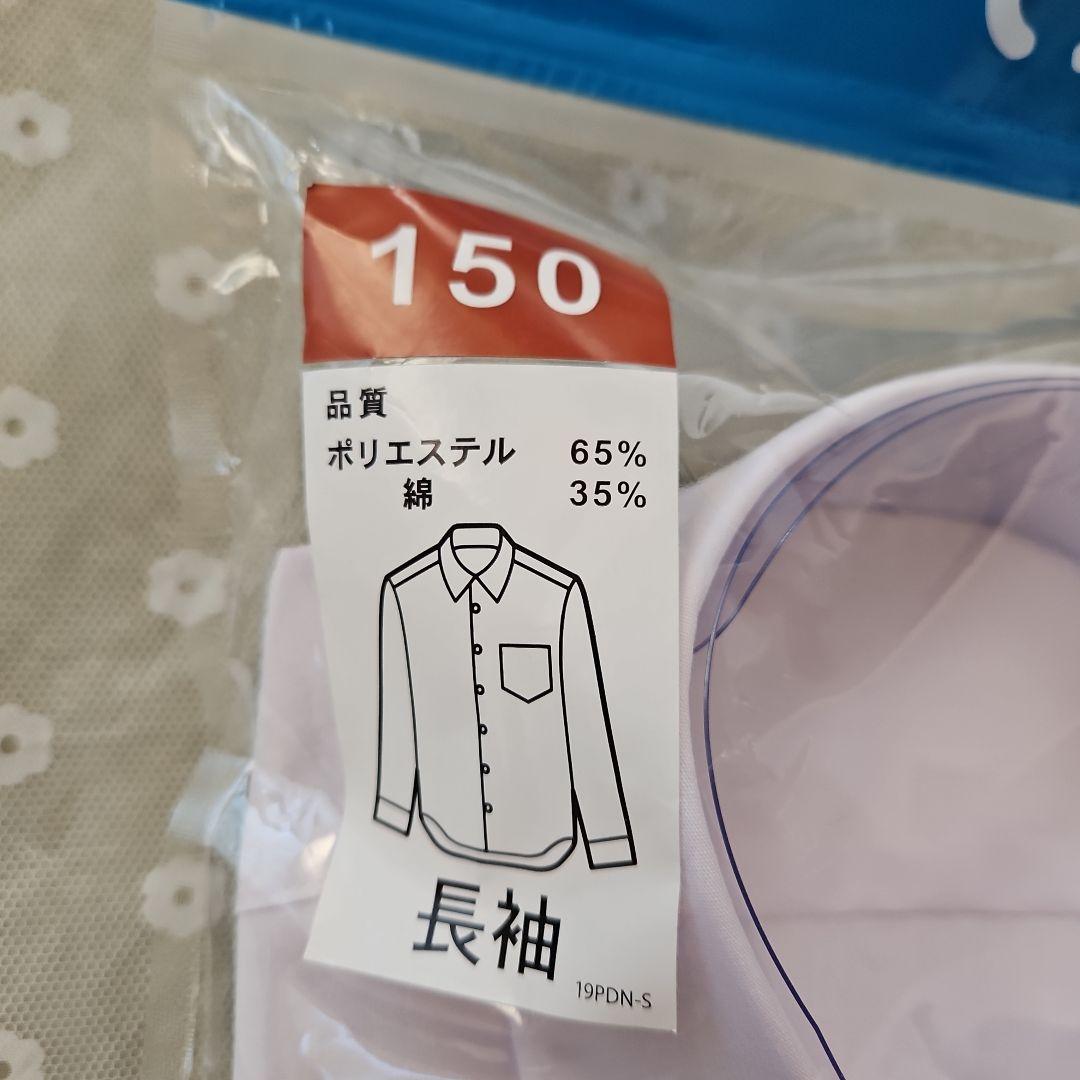 150
品質
ポリエステル 65%
綿 35%
長袖
19PDN-S